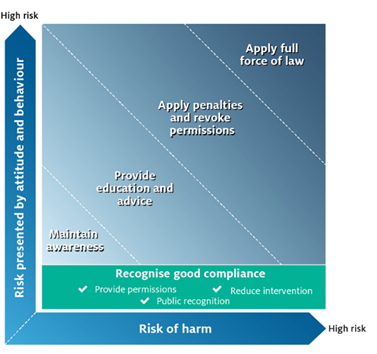 High risk
Risk presented by attitude and behaviour
Apply full
force of law
Apply penalties
and revoke
permissions
Provide
education and
advice
Maintain
awareness
Recognise good compliance
✓ Provide permissions ✓ Reduce intervention
✓ Public recognition
Risk of harm
High risk